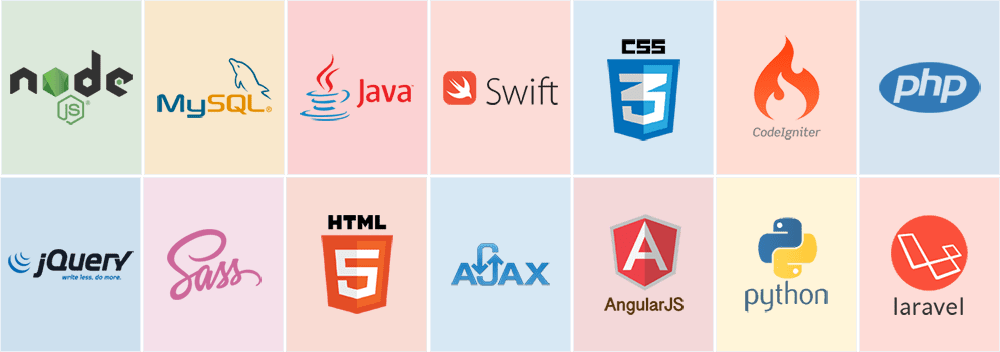 node
JS®
MySQL®
Java
Swift
CSS
3
CodeIgniter
php
jQuery
write less. do more.
Sass
HTML
5
AJAX
A
AngularJS
python
laravel